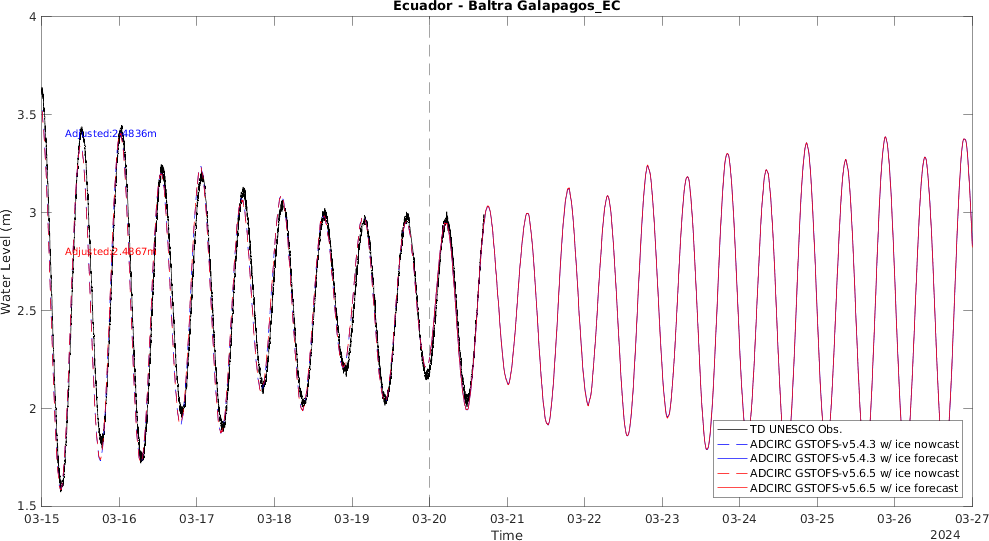 Ecuador - Baltra Galapagos_EC
4
3.5
3
2.5
2
1.5
Water Level (m)
Adjusted:2.4836m
Adjusted:2.4867m
TD UNESCO Obs.
ADCIRC GSTOFS-v5.4.3 w/ ice nowcast
ADCIRC GSTOFS-v5.4.3 w/ ice forecast
ADCIRC GSTOFS-v5.6.5 w/ ice nowcast
ADCIRC GSTOFS-v5.6.5 w/ ice forecast
03-15 03-16 03-17 03-18 03-19 03-20 03-21 03-22 03-23 03-24 03-25 03-26 03-27
Time
2024